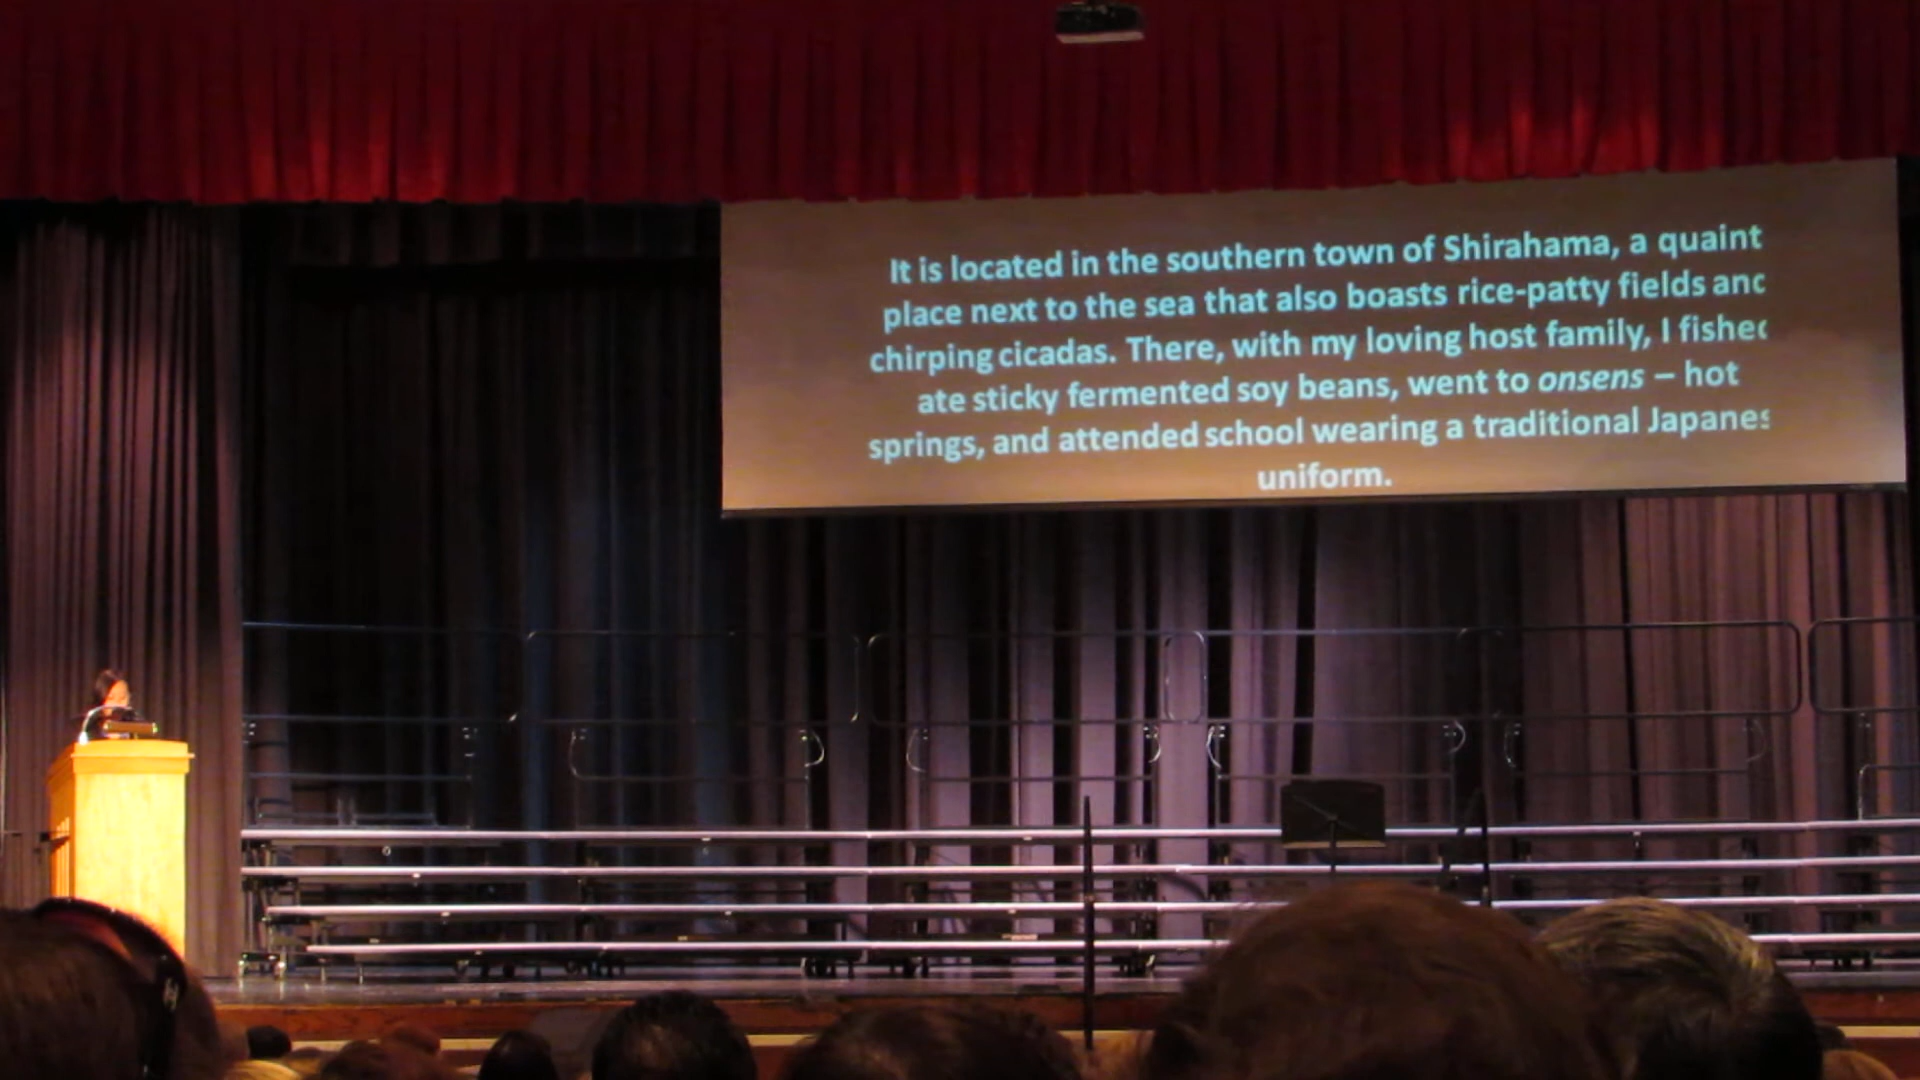 It is located in the southern town of Shirahama, a quaint
place next to the sea that also boasts rice-patty fields and
chirping cicadas. There, with my loving host family, I fished
ate sticky fermented soy beans, went to onsens – hot
springs, and attended school wearing a traditional Japanes
uniform.